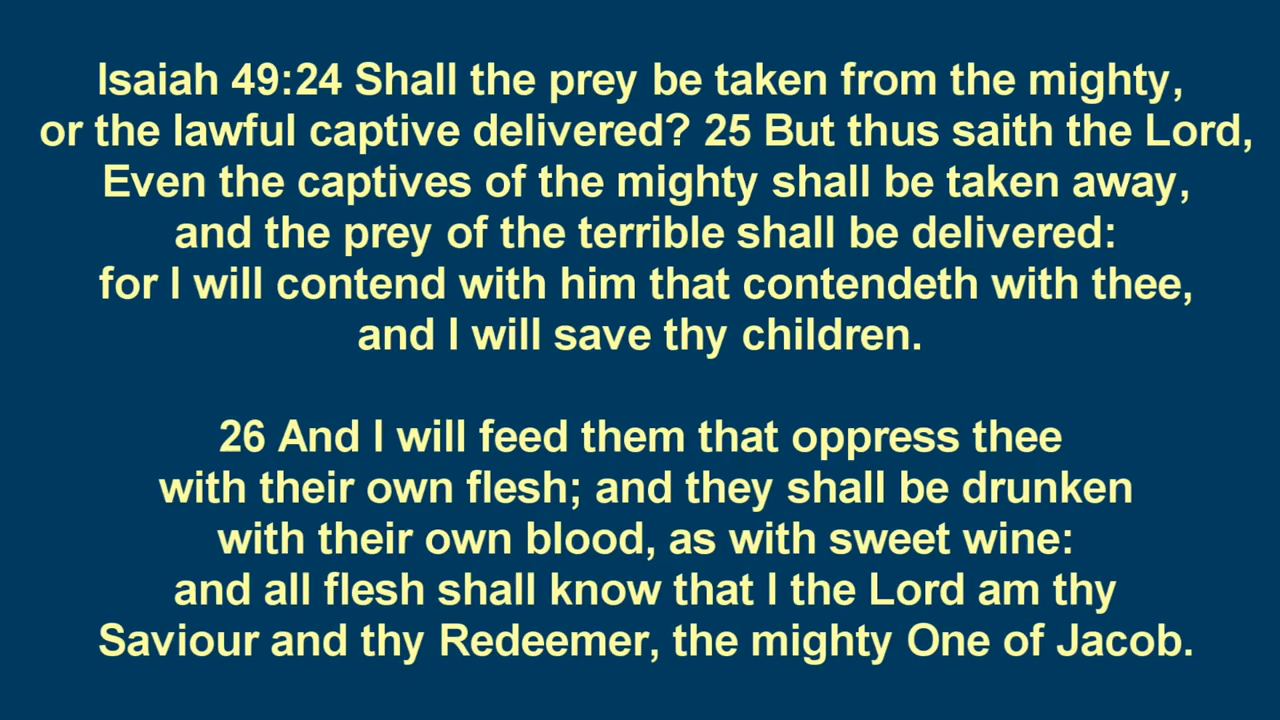 Isaiah 49:24 Shall the prey be taken from the mighty,
or the lawful captive delivered? 25 But thus saith the Lord,
Even the captives of the mighty shall be taken away,
and the prey of the terrible shall be delivered:
for I will contend with him that contendeth with thee,
and I will save thy children.
26 And I will feed them that oppress thee
with their own flesh; and they shall be drunken
with their own blood, as with sweet wine:
and all flesh shall know that I the Lord am thy
Saviour and thy Redeemer, the mighty One of Jacob.